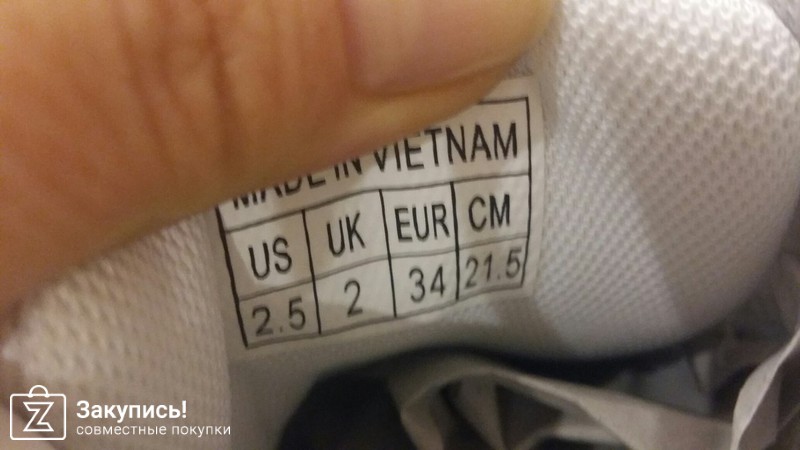 MADE IN VIETNAM
US UK EUR CM
2.5 2 34 21.5
Закупись!
совместные покупки